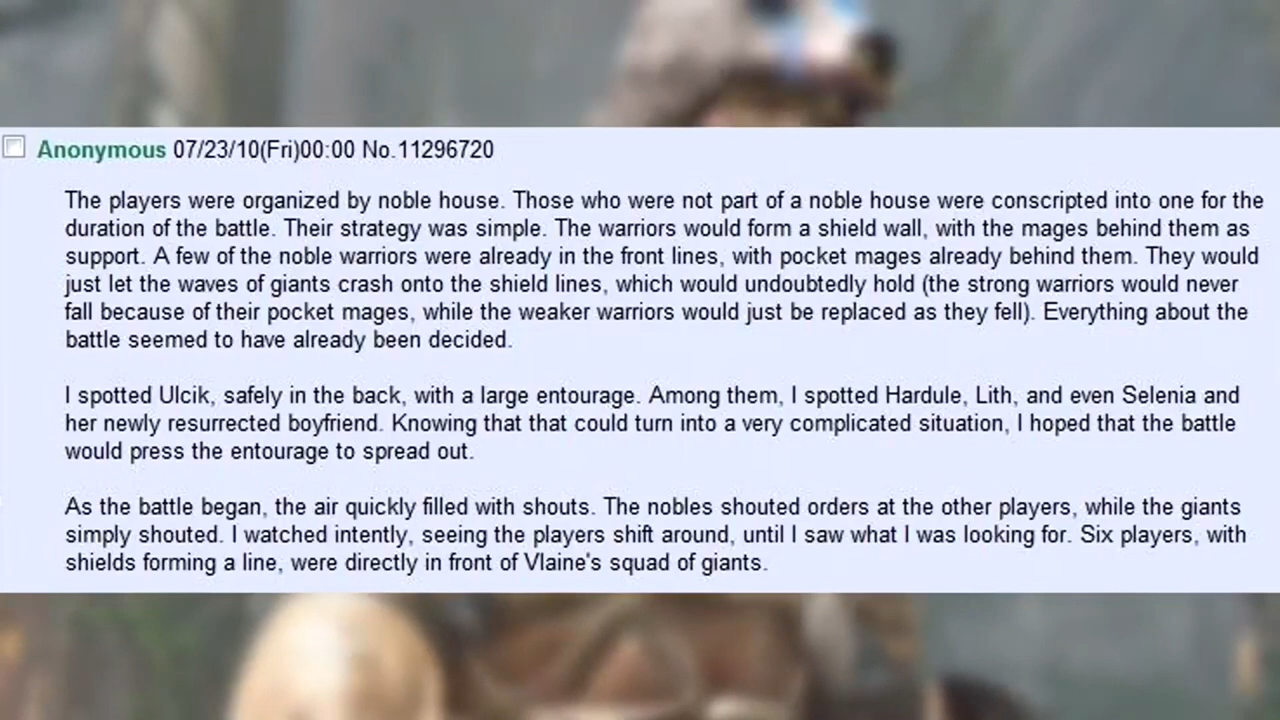 Anonymous 07/23/10(Fri)00:00 No.11296720
The players were organized by noble house. Those who were not part of a noble house were conscripted into one for the
duration of the battle. Their strategy was simple. The warriors would form a shield wall, with the mages behind them as
support. A few of the noble warriors were already in the front lines, with pocket mages already behind them. They would
just let the waves of giants crash onto the shield lines, which would undoubtedly hold (the strong warriors would never
fall because of their pocket mages, while the weaker warriors would just be replaced as they fell). Everything about the
battle seemed to have already been decided.
I spotted Ulcik, safely in the back, with a large entourage. Among them, I spotted Hardule, Lith, and even Selenia and
her newly resurrected boyfriend. Knowing that that could turn into a very complicated situation, I hoped that the battle
would press the entourage to spread out.
As the battle began, the air quickly filled with shouts. The nobles shouted orders at the other players, while the giants
simply shouted. I watched intently, seeing the players shift around, until I saw what I was looking for. Six players, with
shields forming a line, were directly in front of Vlaine's squad of giants.